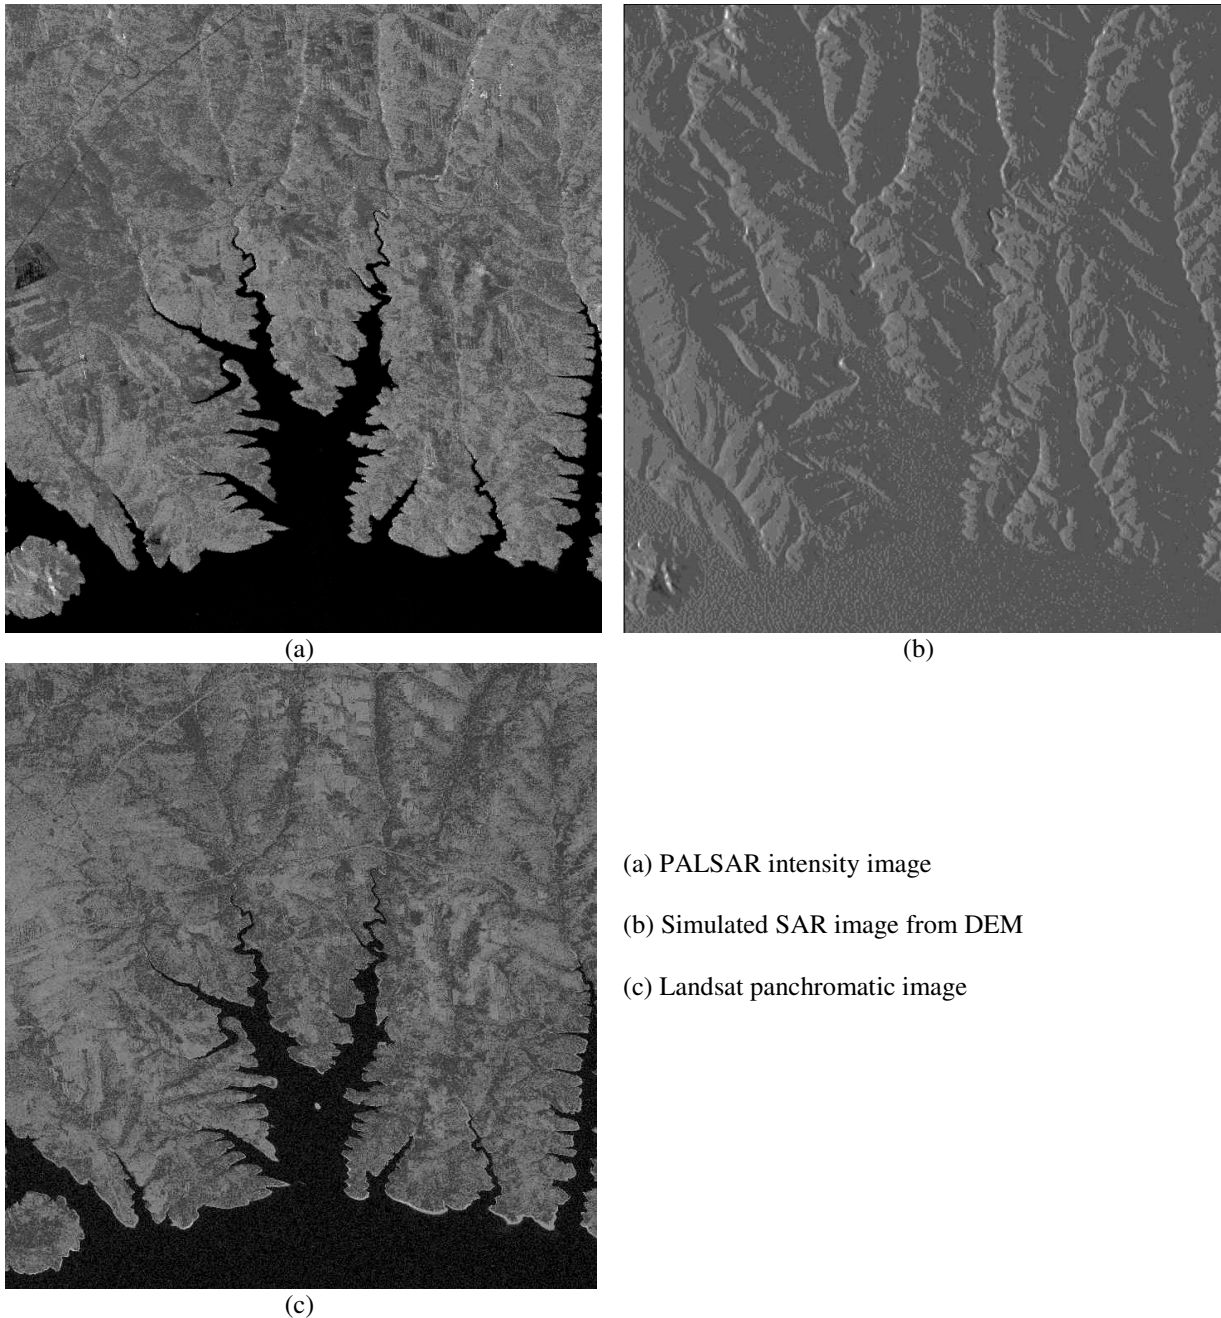 (a)
(b)
(a) PALSAR intensity image
(b) Simulated SAR image from DEM
(c) Landsat panchromatic image
(c)